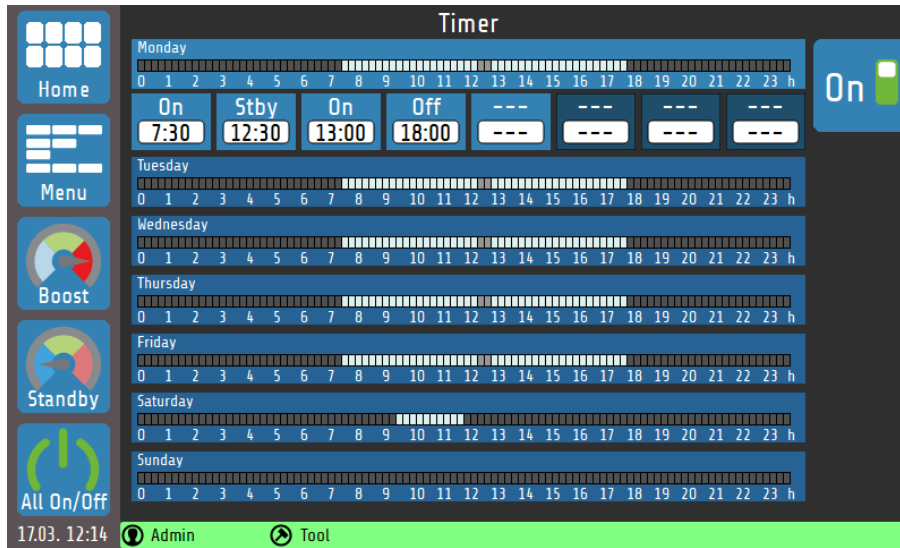 Timer
Home
Menu
Boost
Standby
All On/Off
17.03. 12:14
Monday
0 1 2 3 4 5 6 7 8 9 10 11 12 13 14 15 16 17 18 19 20 21 22 23 h
On Stby On Off --- --- --- ---
7:30 12:30 13:00 18:00 --- --- --- ---
Tuesday
0 1 2 3 4 5 6 7 8 9 10 11 12 13 14 15 16 17 18 19 20 21 22 23 h
Wednesday
0 1 2 3 4 5 6 7 8 9 10 11 12 13 14 15 16 17 18 19 20 21 22 23 h
Thursday
0 1 2 3 4 5 6 7 8 9 10 11 12 13 14 15 16 17 18 19 20 21 22 23 h
Friday
0 1 2 3 4 5 6 7 8 9 10 11 12 13 14 15 16 17 18 19 20 21 22 23 h
Saturday
0 1 2 3 4 5 6 7 8 9 10 11 12 13 14 15 16 17 18 19 20 21 22 23 h
Sunday
0 1 2 3 4 5 6 7 8 9 10 11 12 13 14 15 16 17 18 19 20 21 22 23 h
On
Admin Tool